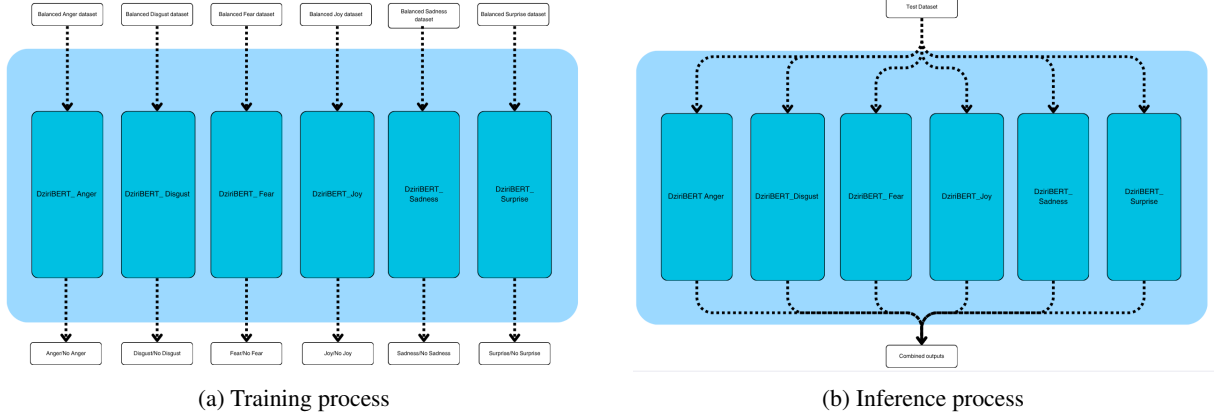 Balanced Anger dataset
Balanced Disgust dataset
Balanced Fear dataset
Balanced Joy dataset
Balanced Sadness
dataset
Balanced Surprise dataset
DziriBERT_ Anger
DziriBERT_ Disgust
DziriBERT_ Fear
DziriBERT_Joy
DziriBERT_
Sadness
DziriBERT_
Surprise
Anger/No Anger
Disgust/No Disgust
Fear/No Fear
Joy/No Joy
Sadness/No Sadness
Surprise/No Surprise
(a) Training process
Test Dataset
DziriBERT Anger
DziriBERT_Disgust
DziriBERT_ Fear
DziriBERT_Joy
DziriBERT_
Sadness
DziriBERT_
Surprise
Combined outputs
(b) Inference process